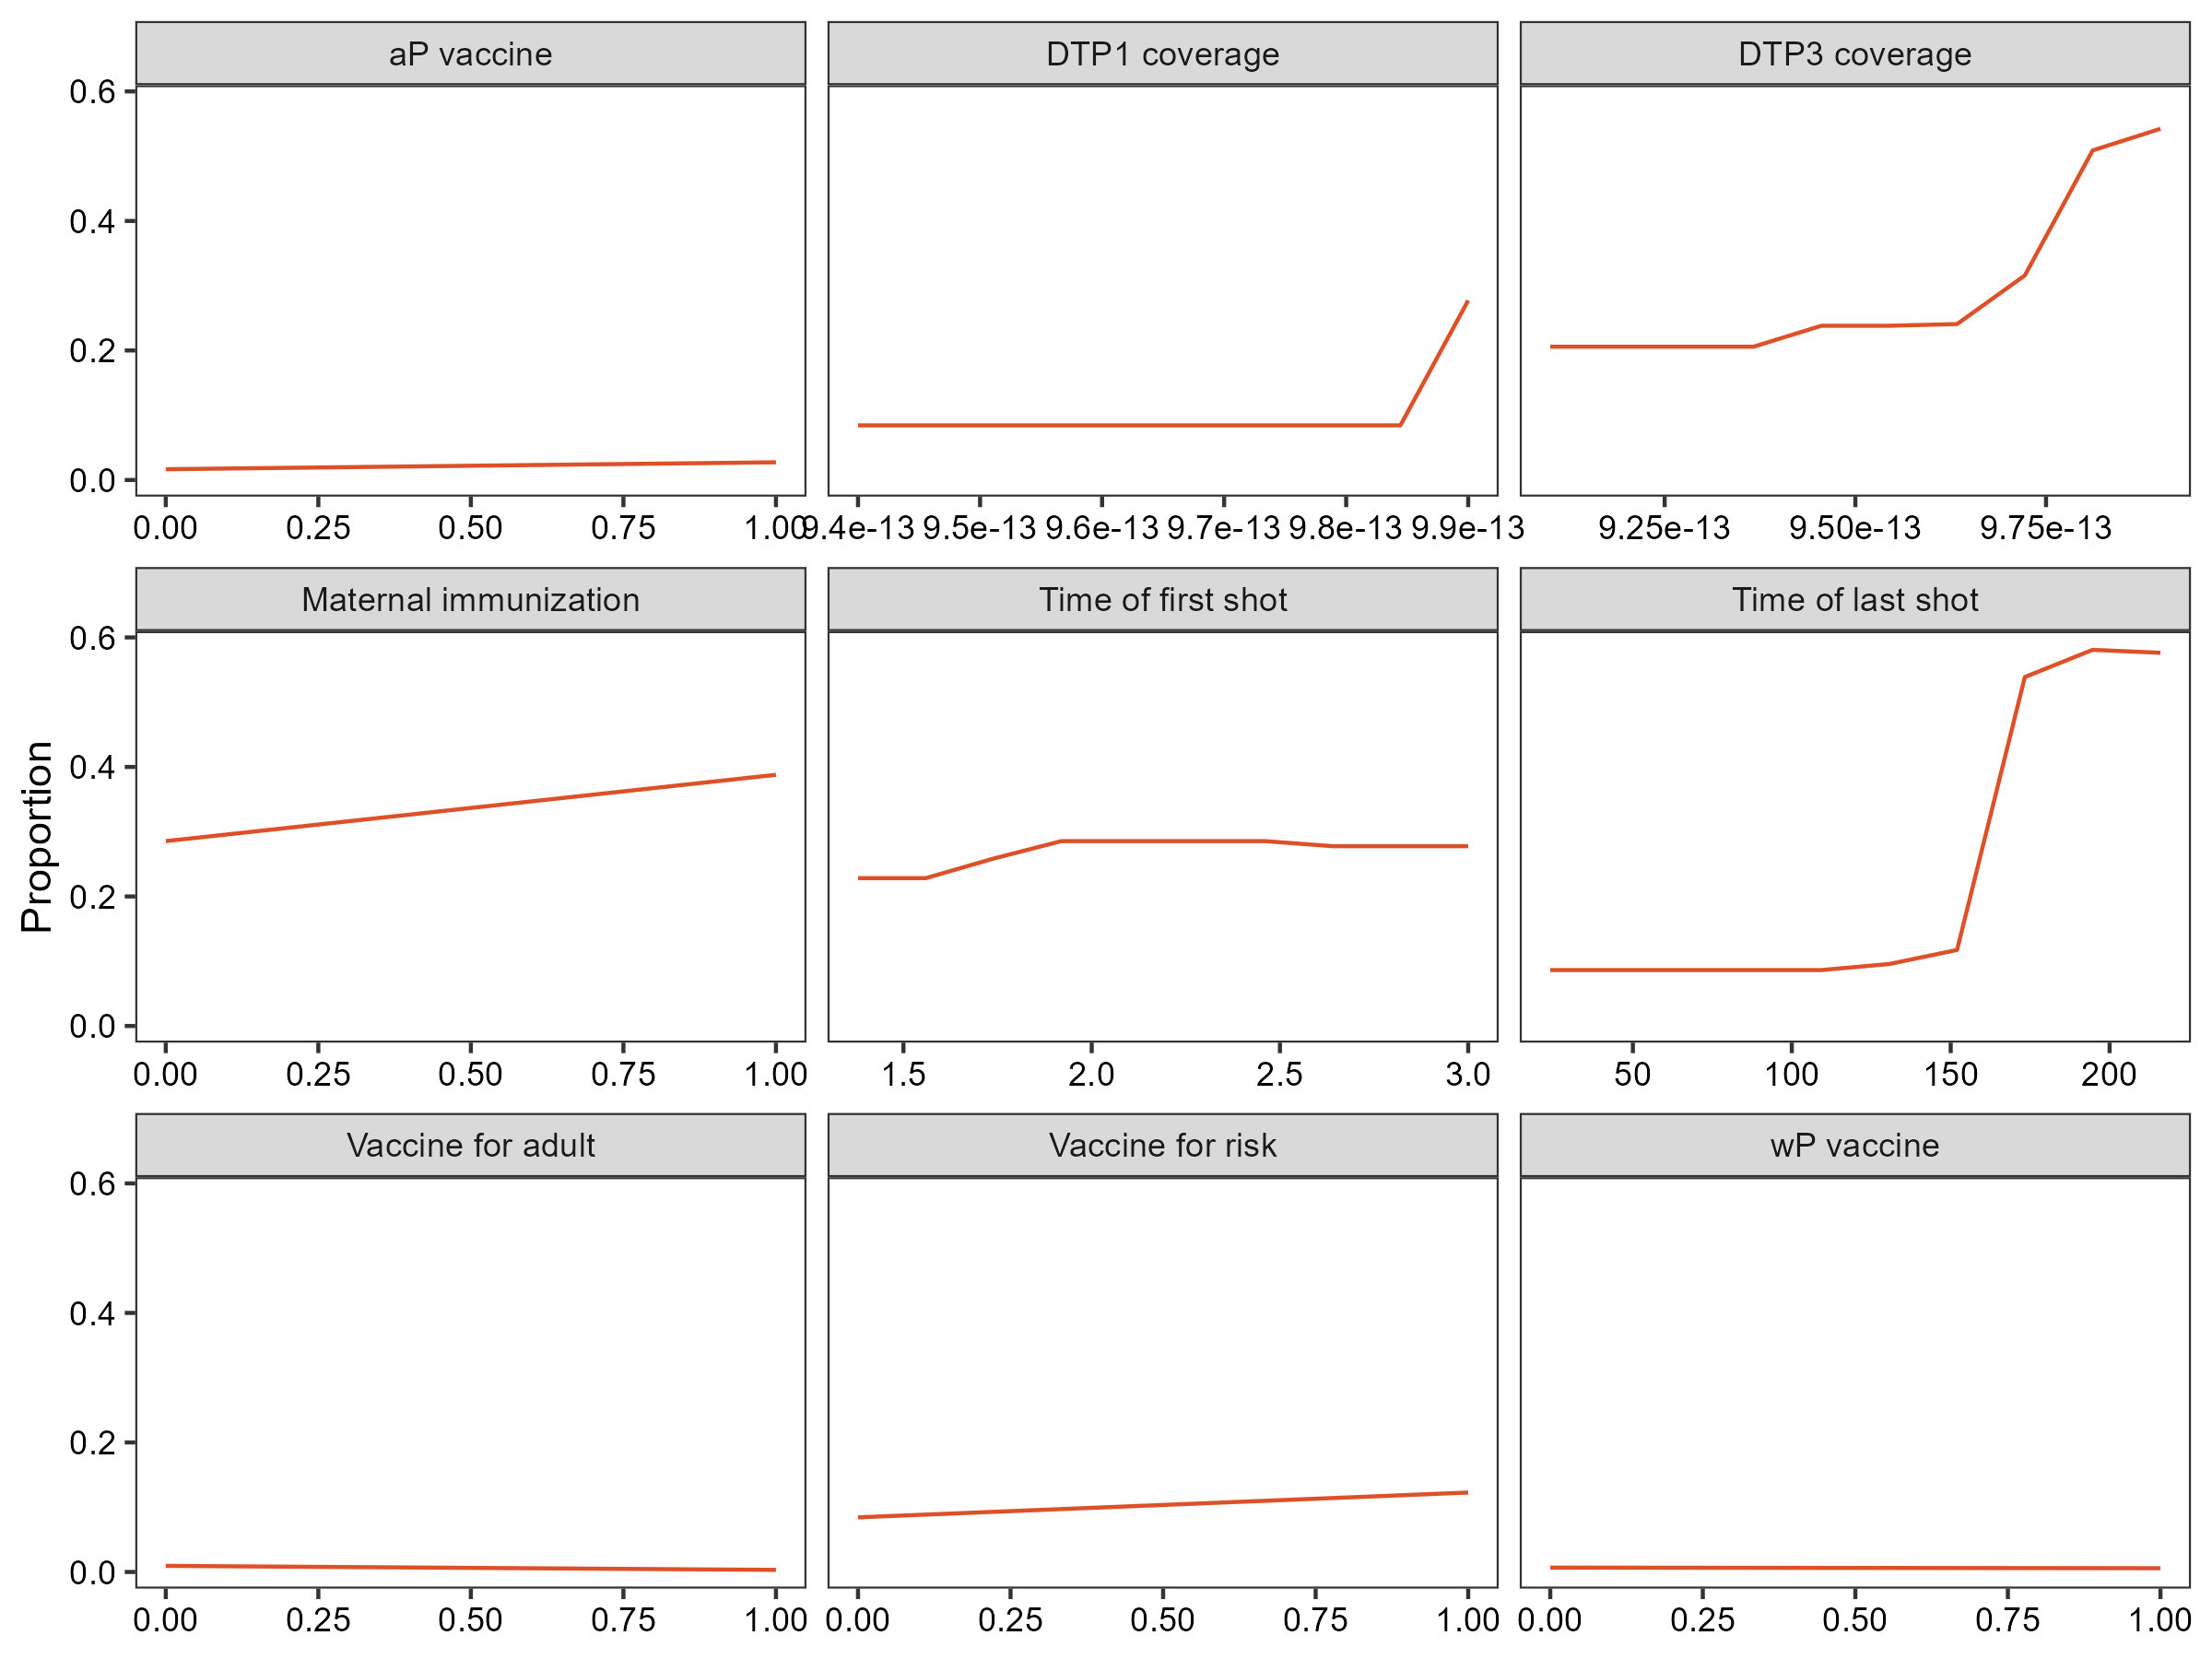 aP vaccine DTP1 coverage DTP3 coverage
0.6
0.4
0.2
0.0
0.00 0.25 0.50 0.75 1.00 9.4e-13 9.5e-13 9.6e-13 9.7e-13 9.8e-13 9.9e-13 9.25e-13 9.50e-13 9.75e-13
Maternal immunization Time of first shot Time of last shot
0.6
0.4
0.2
0.0
Proportion
0.00 0.25 0.50 0.75 1.00 1.5 2.0 2.5 3.0 50 100 150 200
Vaccine for adult Vaccine for risk wP vaccine
0.6
0.4
0.2
0.0
0.00 0.25 0.50 0.75 1.00 0.00 0.25 0.50 0.75 1.00 0.00 0.25 0.50 0.75 1.00